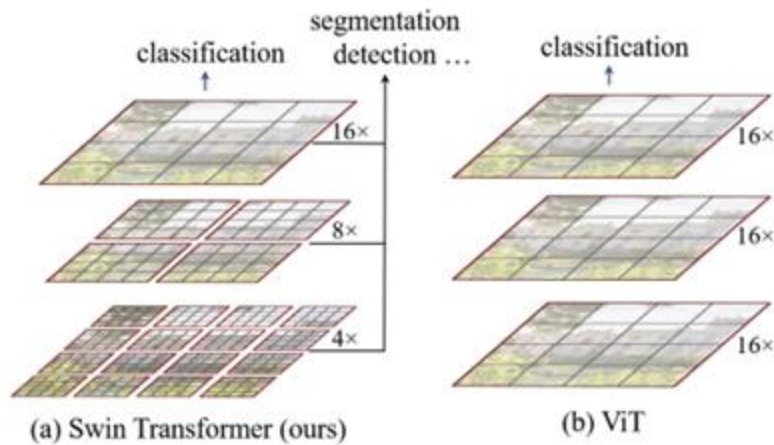 segmentation
classification
detection ...
classification
16×
16×
8×
16×
4×
16×
(a) Swin Transformer (ours)
(b) ViT